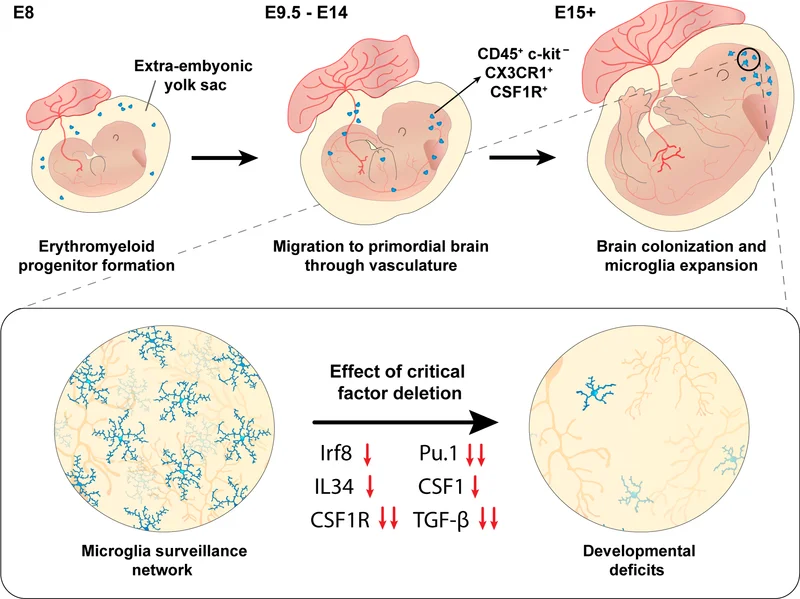 E8
E9.5 - E14
E15+
Extra-embyonic
yolk sac
CD45⁺ c-kit⁻
CX3CR1⁺
CSF1R⁺
Erythromyeloid
progenitor formation
Migration to primordial brain
through vasculature
Brain colonization and
microglia expansion
Effect of critical
factor deletion
Irf8 ↓ Pu.1 ↓↓
IL34 ↓ CSF1 ↓
CSF1R ↓↓ TGF-β ↓↓
Microglia surveillance
network
Developmental
deficits